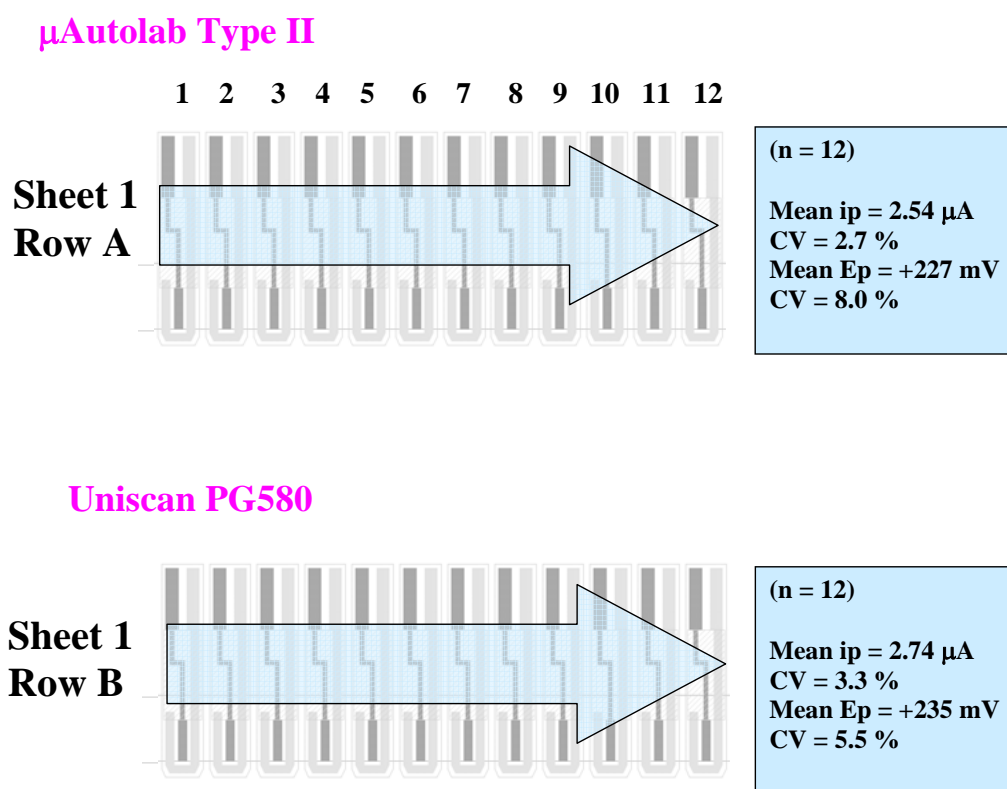 μAutolab Type II
1 2 3 4 5 6 7 8 9 10 11 12
Sheet 1
Row A
(n = 12)
Mean ip = 2.54 μA
CV = 2.7 %
Mean Ep = +227 mV
CV = 8.0 %
Uniscan PG580
Sheet 1
Row B
(n = 12)
Mean ip = 2.74 μA
CV = 3.3 %
Mean Ep = +235 mV
CV = 5.5 %